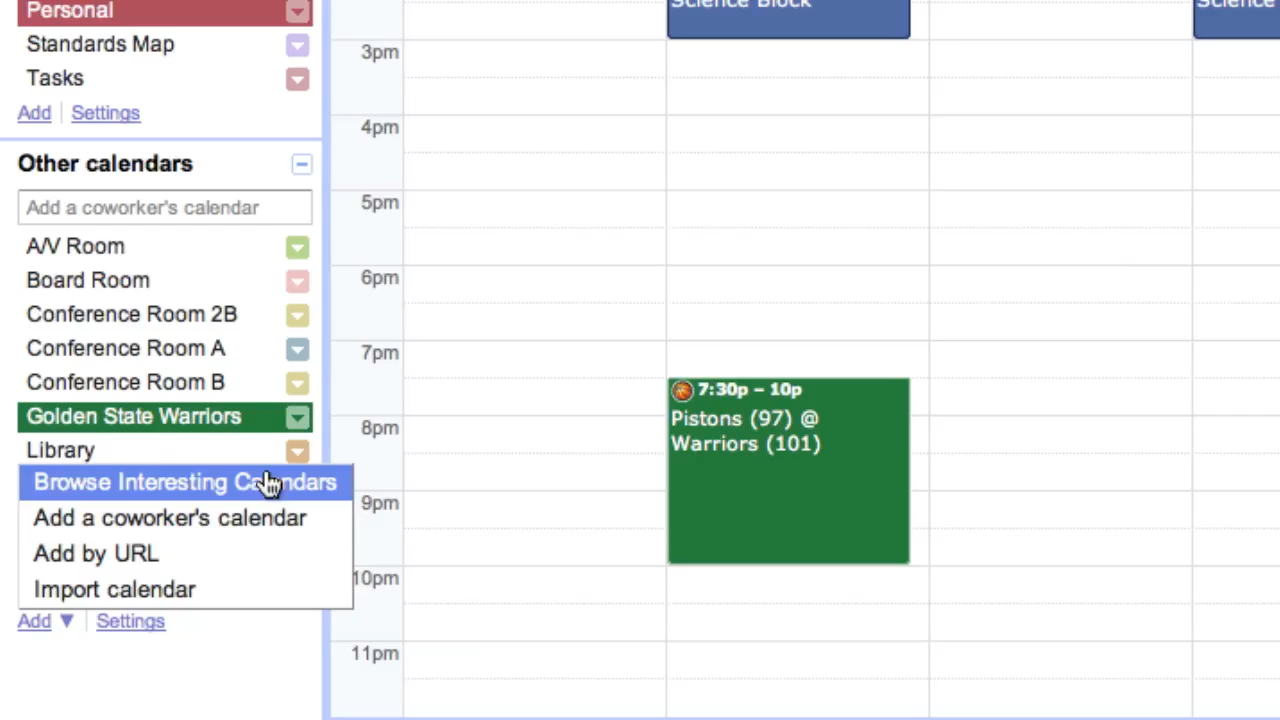 Personal
Standards Map
Tasks
Add
Settings
Other calendars
Add a coworker's calendar
A/V Room
Board Room
Conference Room 2B
Conference Room A
Conference Room B
Golden State Warriors
Library
Browse Interesting Calendars
Add a coworker's calendar
Add by URL
Import calendar
Add ▼
Settings
Science Block
Science
3pm
4pm
5pm
6pm
7pm
8pm
9pm
10pm
11pm
7:30p – 10p
Pistons (97) @
Warriors (101)